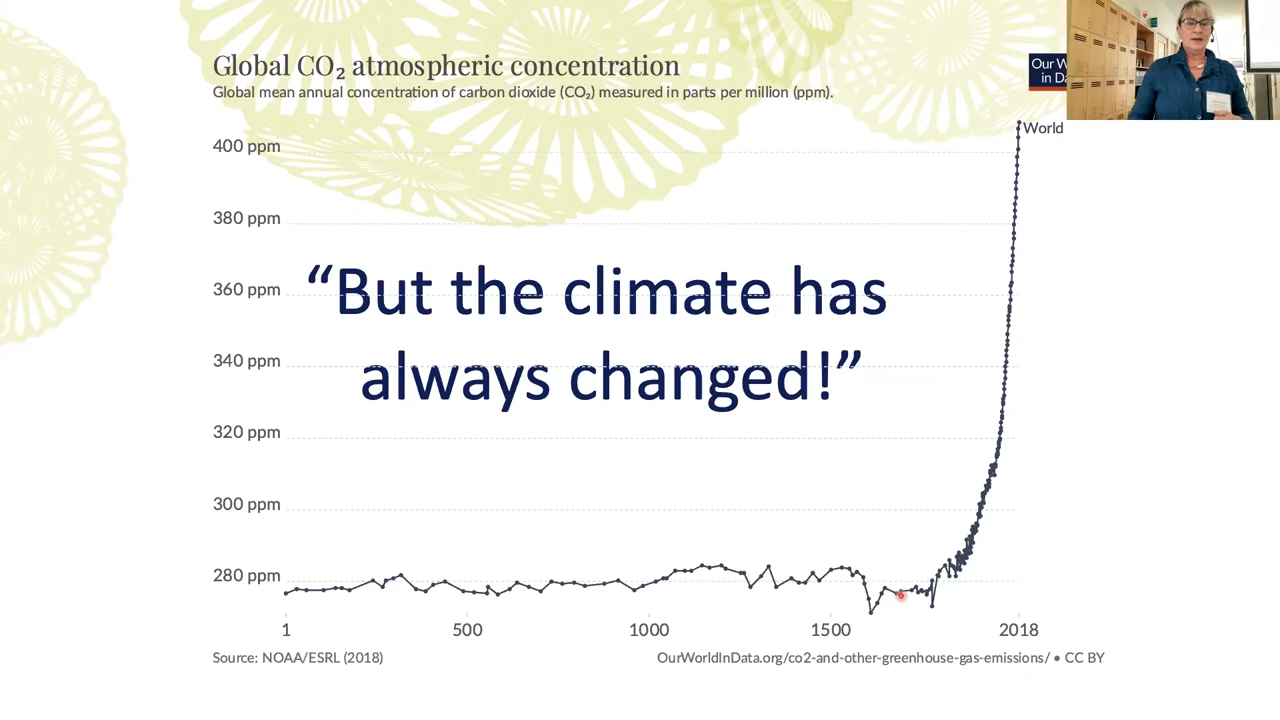 Global CO₂ atmospheric concentration
Global mean annual concentration of carbon dioxide (CO₂) measured in parts per million (ppm).
Our W
in Da
World
400 ppm
380 ppm
“But the climate has
360 ppm
always changed!”
340 ppm
320 ppm
300 ppm
280 ppm
1 500 1000 1500 2018
Source: NOAA/ESRL (2018)
OurWorldInData.org/co2-and-other-greenhouse-gas-emissions/ • CC BY